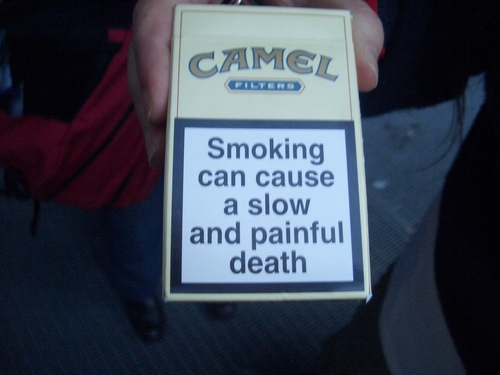 CAMEL
FILTERS
Smoking
can cause
a slow
and painful
death